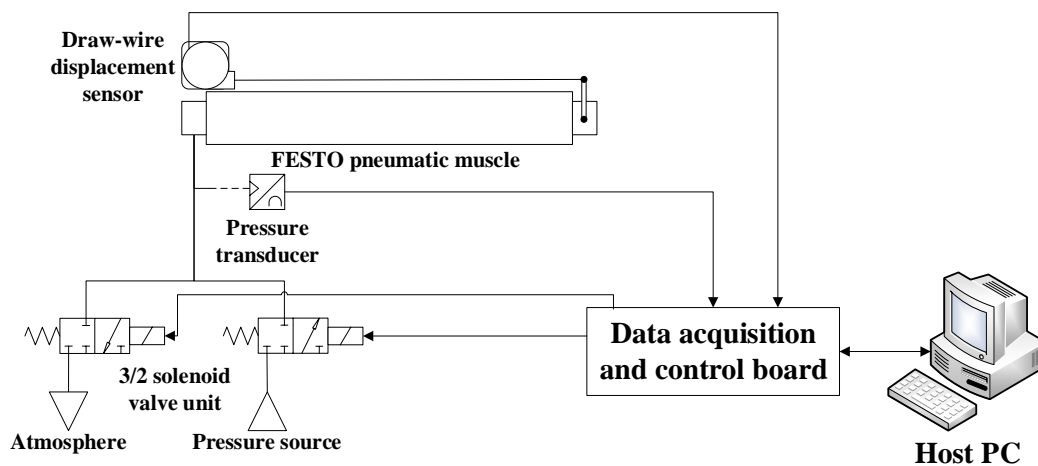 Draw-wire
displacement
sensor
FESTO pneumatic muscle
Pressure
transducer
Data acquisition
and control board
3/2 solenoid
valve unit
Atmosphere
Pressure source
Host PC